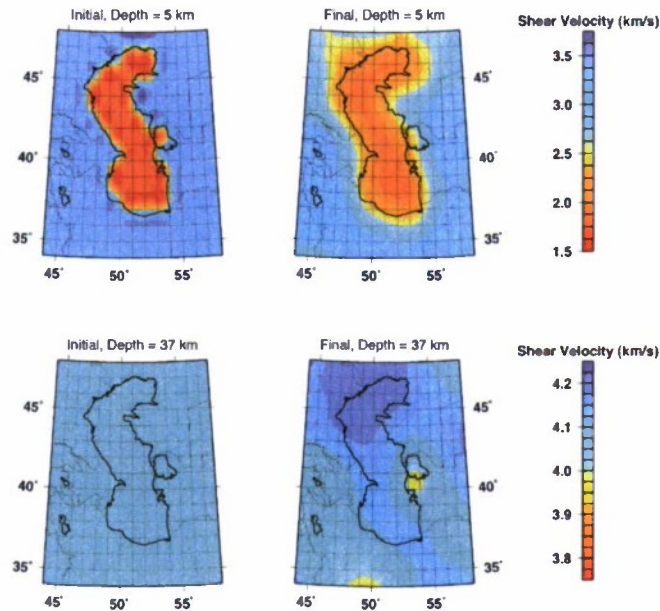 Initial, Depth = 5 km
Final, Depth = 5 km
Shear Velocity (km/s)
45˚
40˚
35˚
45˚ 50˚ 55˚
45˚
40˚
35˚
45˚ 50˚ 55˚
3.5
3.0
2.5
2.0
1.5
Initial, Depth = 37 km
Final, Depth = 37 km
Shear Velocity (km/s)
45˚
40˚
35˚
45˚ 50˚ 55˚
45˚
40˚
35˚
45˚ 50˚ 55˚
4.2
4.1
4.0
3.9
3.8